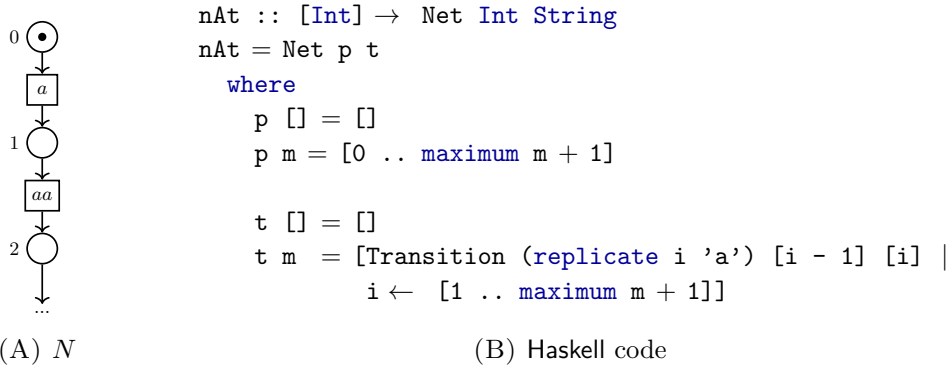 0
a
1
aa
2
...
(A) N
nAt :: [Int] → Net Int String
nAt = Net p t
where
p [] = []
p m = [0 .. maximum m + 1]
t [] = []
t m = [Transition (replicate i 'a') [i - 1] [i] |
i ← [1 .. maximum m + 1]]
(B) Haskell code